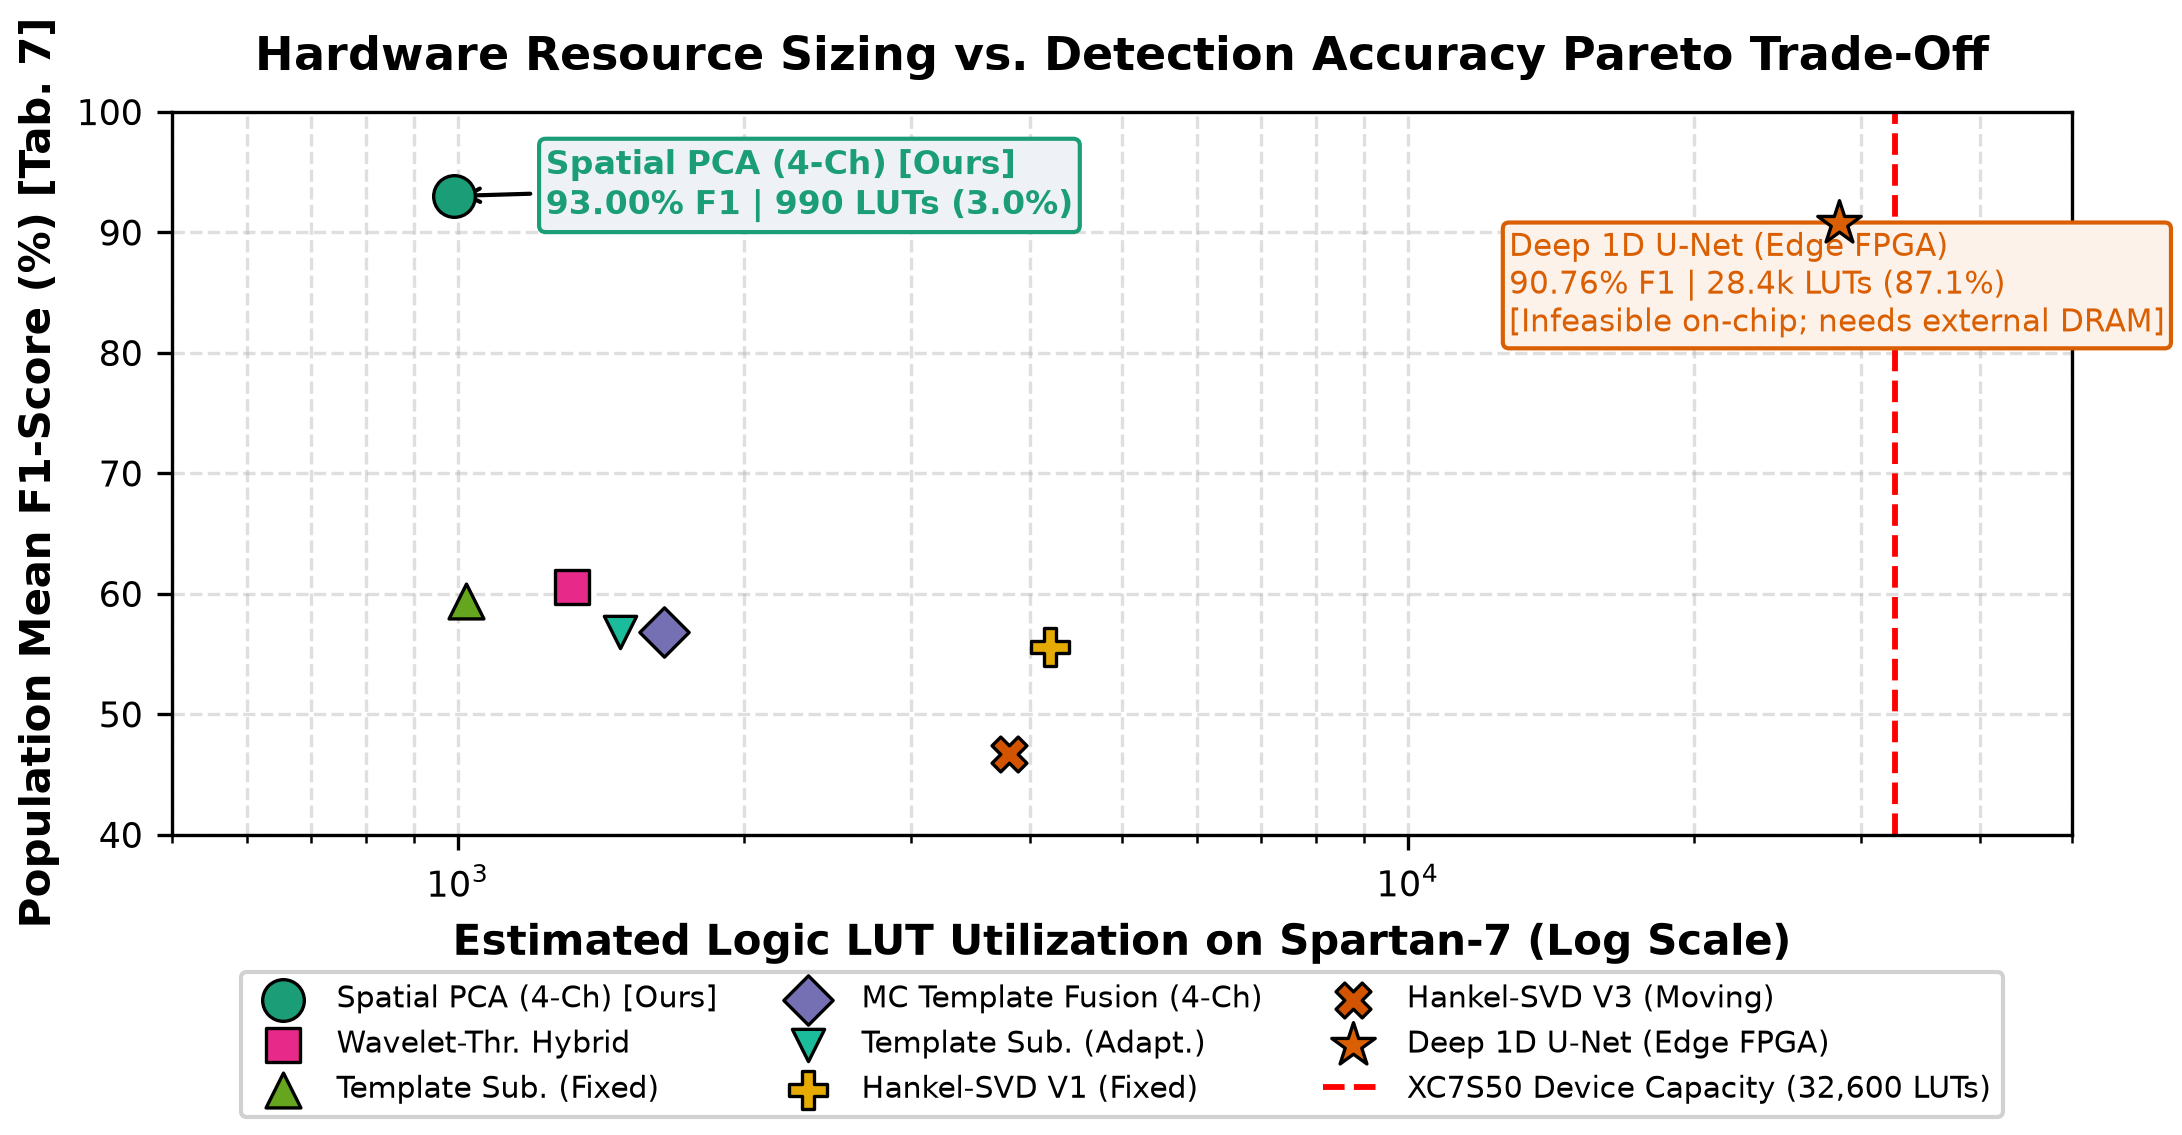 Hardware Resource Sizing vs. Detection Accuracy Pareto Trade-Off
Population Mean F1-Score (%) [Tab. 7]
100
90
80
70
60
50
40
Spatial PCA (4-Ch) [Ours]
93.00% F1 | 990 LUTs (3.0%)
Deep 1D U-Net (Edge FPGA)
90.76% F1 | 28.4k LUTs (87.1%)
[Infeasible on-chip; needs external DRAM]
10³
10⁴
Estimated Logic LUT Utilization on Spartan-7 (Log Scale)
Spatial PCA (4-Ch) [Ours]
Wavelet-Thr. Hybrid
Template Sub. (Fixed)
MC Template Fusion (4-Ch)
Template Sub. (Adapt.)
Hankel-SVD V1 (Fixed)
Hankel-SVD V3 (Moving)
Deep 1D U-Net (Edge FPGA)
XC7S50 Device Capacity (32,600 LUTs)